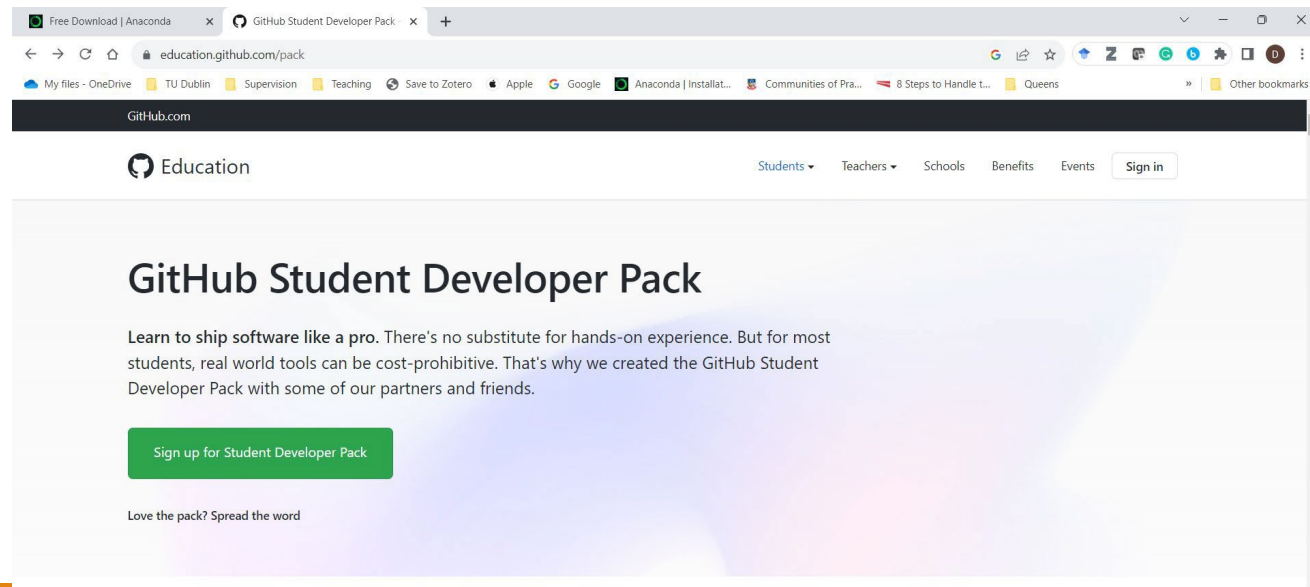 Free Download | Anaconda
GitHub Student Developer Pack -
education.github.com/pack
My files - OneDrive TU Dublin Supervision Teaching Save to Zotero Apple Google Anaconda | Installat... Communities of Pra... 8 Steps to Handle t... Queens » Other bookmarks
GitHub.com
Education Students Teachers Schools Benefits Events Sign in
GitHub Student Developer Pack
Learn to ship software like a pro. There's no substitute for hands-on experience. But for most
students, real world tools can be cost-prohibitive. That's why we created the GitHub Student
Developer Pack with some of our partners and friends.
Sign up for Student Developer Pack
Love the pack? Spread the word